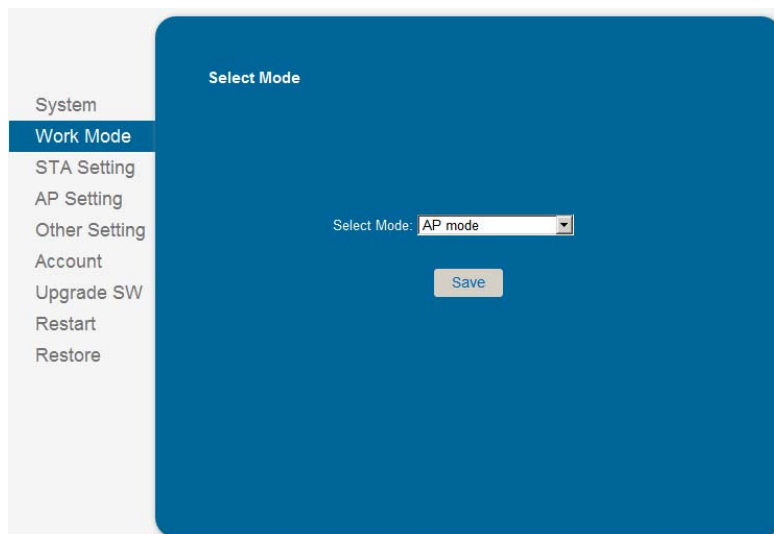 Select Mode
System
Work Mode
STA Setting
AP Setting
Other Setting
Account
Upgrade SW
Restart
Restore
Select Mode: AP mode
Save